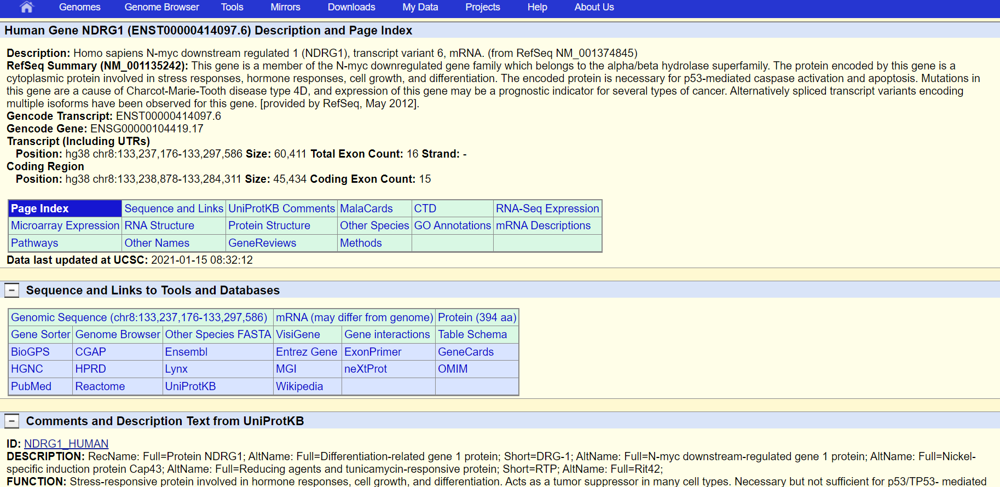 Genomes Genome Browser Tools Mirrors Downloads My Data Projects Help About Us
Human Gene NDRG1 (ENST00000414097.6) Description and Page Index
Description: Homo sapiens N-myc downstream regulated 1 (NDRG1), transcript variant 6, mRNA. (from RefSeq NM_001374845)
RefSeq Summary (NM_001135242): This gene is a member of the N-myc downregulated gene family which belongs to the alpha/beta hydrolase superfamily. The protein encoded by this gene is a
cytoplasmic protein involved in stress responses, hormone responses, cell growth, and differentiation. The encoded protein is necessary for p53-mediated caspase activation and apoptosis. Mutations in
this gene are a cause of Charcot-Marie-Tooth disease type 4D, and expression of this gene may be a prognostic indicator for several types of cancer. Alternatively spliced transcript variants encoding
multiple isoforms have been observed for this gene. [provided by RefSeq, May 2012].
Gencode Transcript: ENST00000414097.6
Gencode Gene: ENSG00000104419.17
Transcript (Including UTRs)
Position: hg38 chr8:133,237,176-133,297,586 Size: 60,411 Total Exon Count: 16 Strand: -
Coding Region
Position: hg38 chr8:133,238,878-133,284,311 Size: 45,434 Coding Exon Count: 15
Page Index Sequence and Links UniProtKB Comments MalaCards CTD RNA-Seq Expression
Microarray Expression RNA Structure Protein Structure Other Species GO Annotations mRNA Descriptions
Pathways Other Names GeneReviews Methods
Data last updated at UCSC: 2021-01-15 08:32:12
− Sequence and Links to Tools and Databases
Genomic Sequence (chr8:133,237,176-133,297,586) mRNA (may differ from genome) Protein (394 aa)
Gene Sorter Genome Browser Other Species FASTA VisiGene Gene interactions Table Schema
BioGPS CGAP Ensembl Entrez Gene ExonPrimer GeneCards
HGNC HPRD Lynx MGI neXtProt OMIM
PubMed Reactome UniProtKB Wikipedia
− Comments and Description Text from UniProtKB
ID: NDRG1_HUMAN
DESCRIPTION: RecName: Full=Protein NDRG1; AltName: Full=Differentiation-related gene 1 protein; Short=DRG-1; AltName: Full=N-myc downstream-regulated gene 1 protein; AltName: Full=Nickel-
specific induction protein Cap43; AltName: Full=Reducing agents and tunicamycin-responsive protein; Short=RTP; AltName: Full=Rit42;
FUNCTION: Stress-responsive protein involved in hormone responses, cell growth, and differentiation. Acts as a tumor suppressor in many cell types. Necessary but not sufficient for p53/TP53- mediated